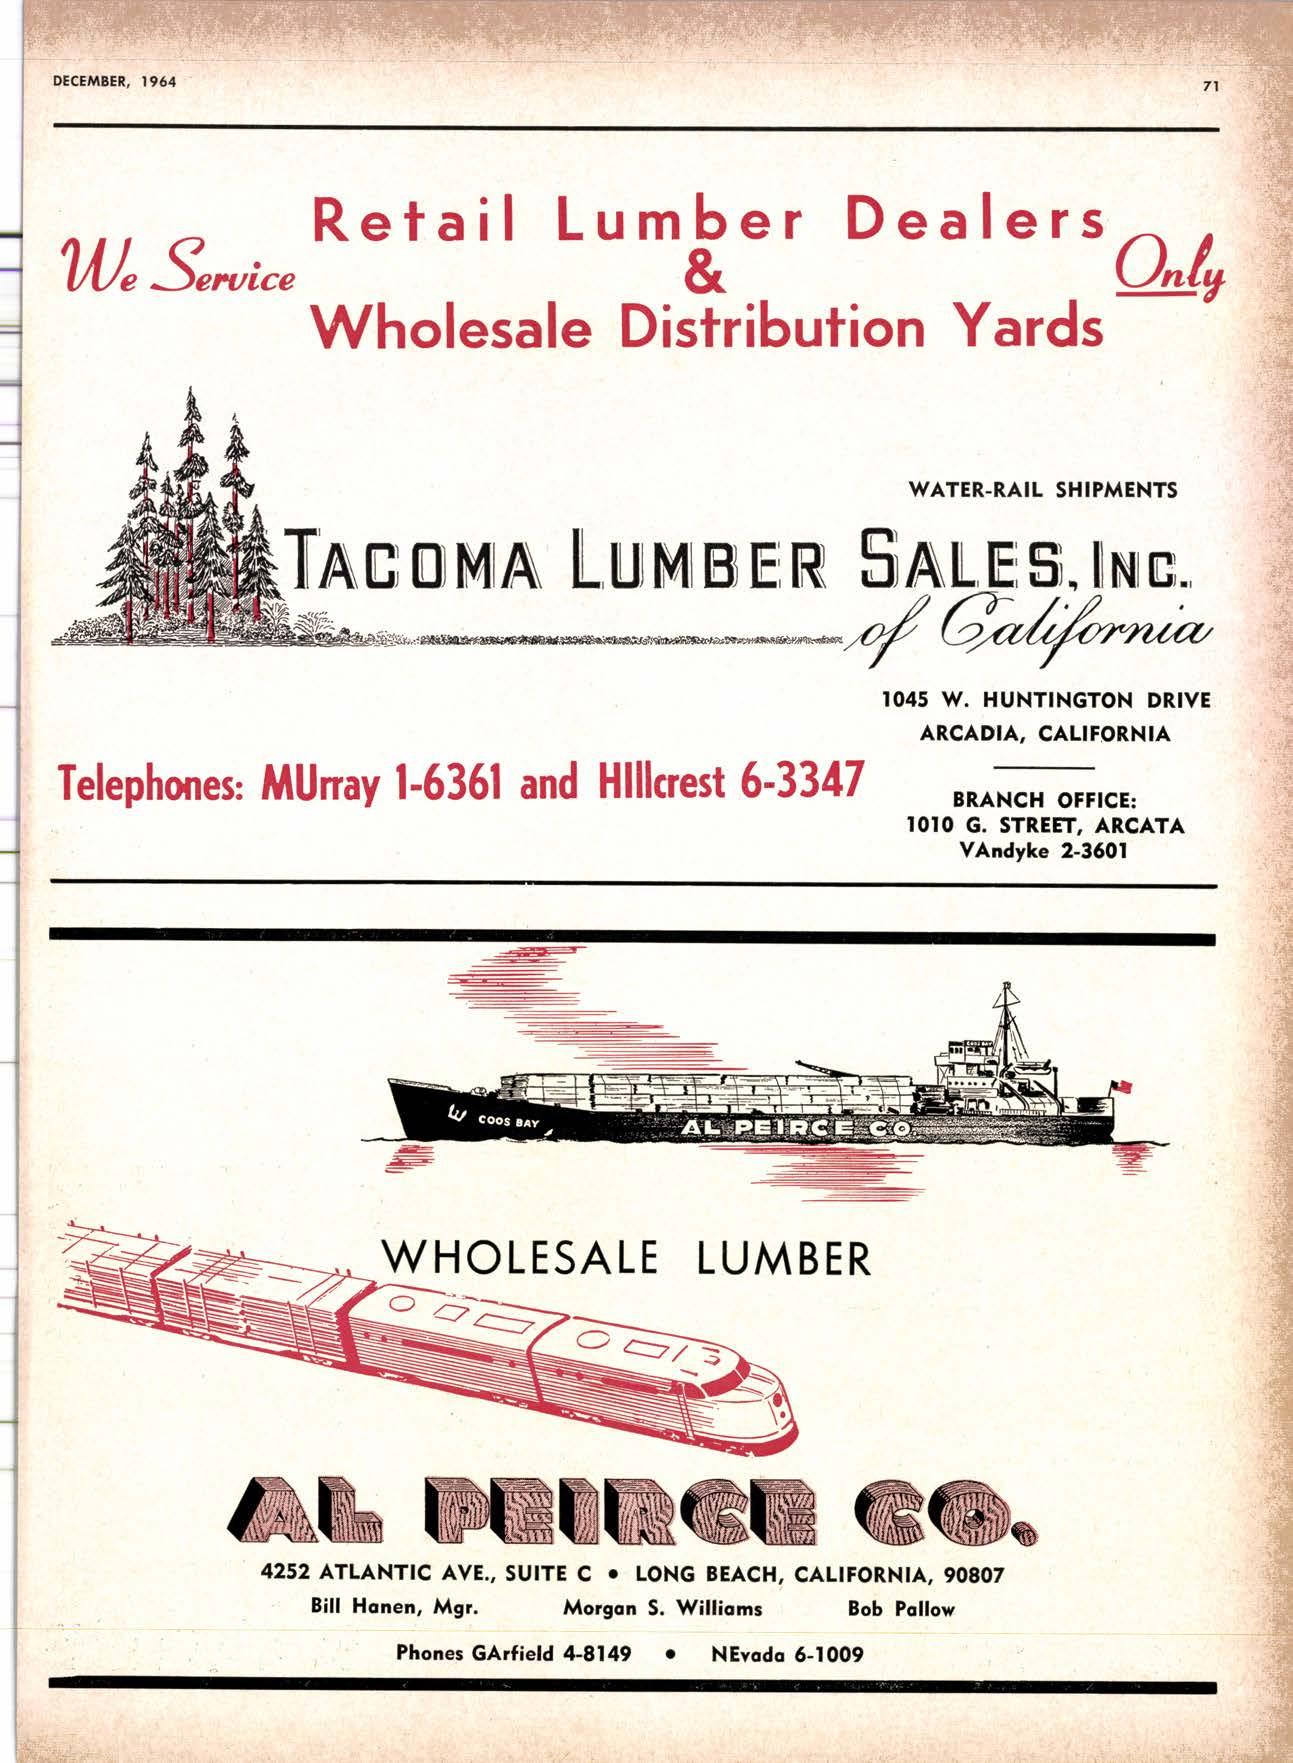 DECEMBER, 1964
71
We Service
Retail Lumber Dealers
&
Wholesale Distribution Yards
Only
WATER-RAIL SHIPMENTS
TACOMA LUMBER SALES, INC.
of California
1045 W. HUNTINGTON DRIVE
ARCADIA, CALIFORNIA
Telephones: MUrray 1-6361 and HIllcrest 6-3347
BRANCH OFFICE:
1010 G. STREET, ARCATA
VAndyke 2-3601
COOS BAY
W COOS BAY
AL PEIRCE CO.
WHOLESALE LUMBER
AL PEIRCE CO.
4252 ATLANTIC AVE., SUITE C • LONG BEACH, CALIFORNIA, 90807
Bill Hanen, Mgr. Morgan S. Williams Bob Pallow
Phones GArfield 4-8149 • NEvada 6-1009